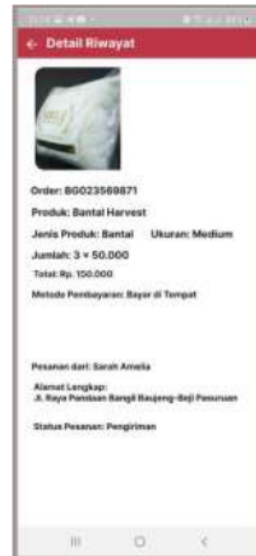 ← Detail Riwayat
Order: BG023569871
Produk: Bantal Harvest
Jenis Produk: Bantal Ukuran: Medium
Jumlah: 3 × 50.000
Total: Rp. 150.000
Metode Pembayaran: Bayar di Tempat
Pesanan dari: Sarah Amelia
Alamat Lengkap:
Jl. Raya Pandaan Bangil Baujeng-Beji Pasuruan
Status Pesanan: Pengiriman